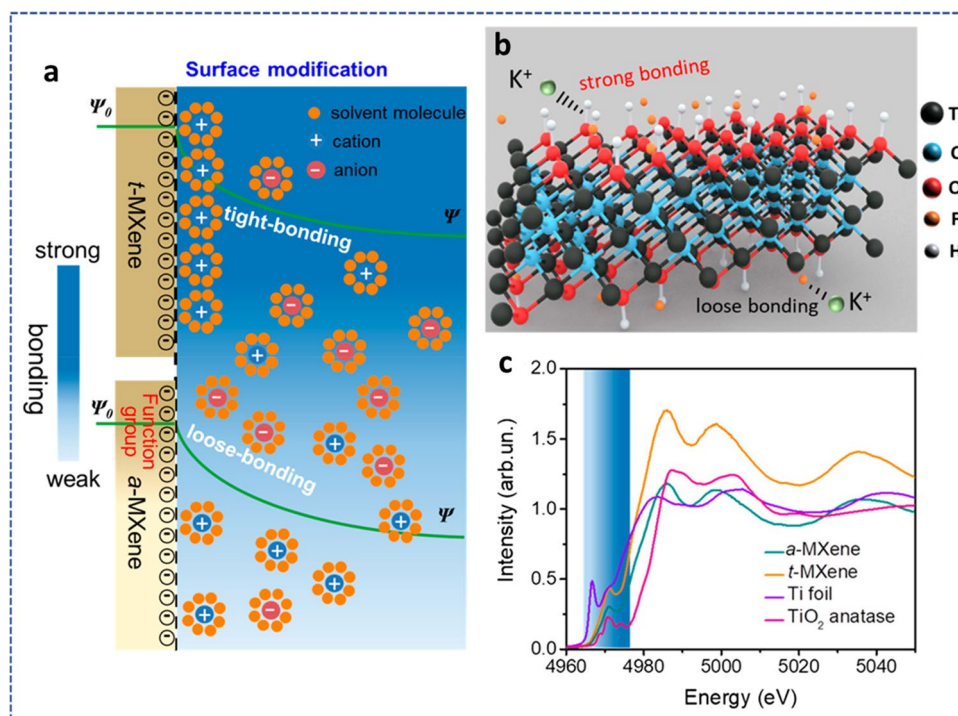 a
Surface modification
Ψ0
solvent molecule
+ cation
− anion
t-MXene
tight-bonding
Ψ
strong
bonding
weak
Ψ0
Function
group
a-MXene
loose-bonding
Ψ
b
K+
strong bonding
loose bonding
K+
T
C
O
F
H
c
Intensity (arb.un.)
2.0
1.5
1.0
0.5
0.0
a-MXene
t-MXene
Ti foil
TiO2 anatase
4960 4980 5000 5020 5040
Energy (eV)